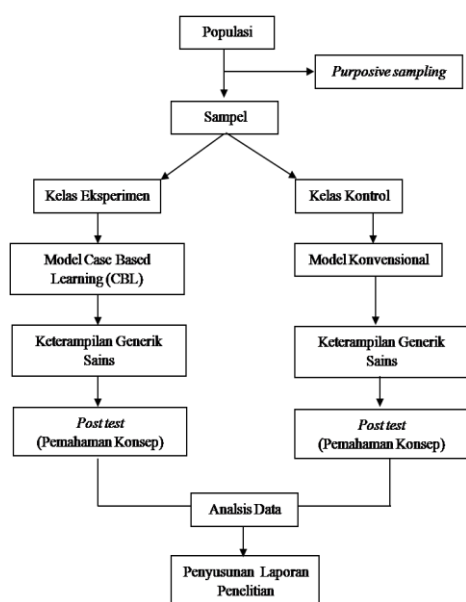 Populasi
Purposive sampling
Sampel
Kelas Eksperimen
Kelas Kontrol
Model Case Based
Learning (CBL)
Model Konvensional
Keterampilan Generik
Sains
Keterampilan Generik
Sains
Post test
(Pemahaman Konsep)
Post test
(Pemahaman Konsep)
Analsis Data
Penyusunan Laporan
Penelitian